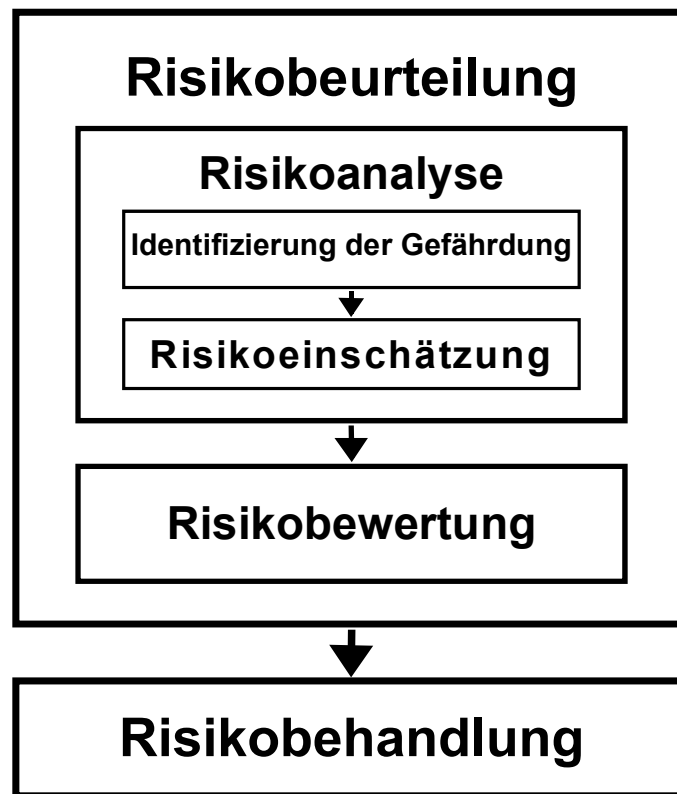 Risikobeurteilung
Risikoanalyse
Identifizierung der Gefährdung
Risikoeinschätzung
Risikobewertung
Risikobehandlung